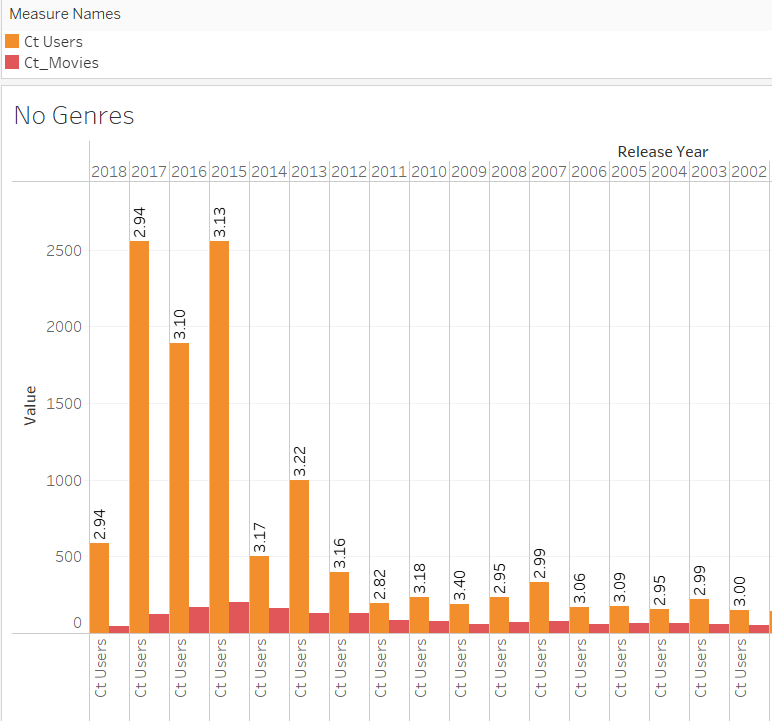 Measure Names
Ct Users
Ct_Movies
No Genres
Release Year
2018 2017 2016 2015 2014 2013 2012 2011 2010 2009 2008 2007 2006 2005 2004 2003 2002
2.94 2.94 3.10 3.13 3.17 3.22 3.16 2.82 3.18 3.40 2.95 2.99 3.06 3.09 2.95 2.99 3.00
Value
2500
2000
1500
1000
500
0
Ct Users Ct Users Ct Users Ct Users Ct Users Ct Users Ct Users Ct Users Ct Users Ct Users Ct Users Ct Users Ct Users Ct Users Ct Users Ct Users Ct Users